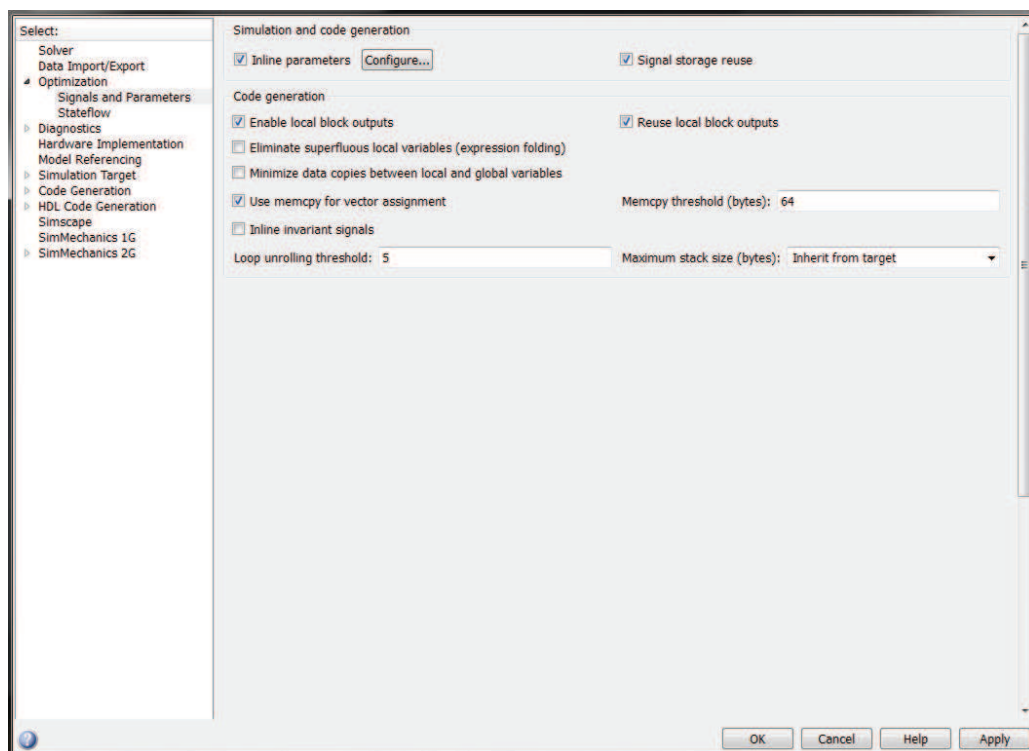 Select:
Solver
Data Import/Export
Optimization
Signals and Parameters
Stateflow
Diagnostics
Hardware Implementation
Model Referencing
Simulation Target
Code Generation
HDL Code Generation
Simscape
SimMechanics 1G
SimMechanics 2G
Simulation and code generation
Inline parameters Configure... Signal storage reuse
Code generation
Enable local block outputs Reuse local block outputs
Eliminate superfluous local variables (expression folding)
Minimize data copies between local and global variables
Use memcpy for vector assignment Memcpy threshold (bytes): 64
Inline invariant signals
Loop unrolling threshold: 5 Maximum stack size (bytes): Inherit from target
OK Cancel Help Apply